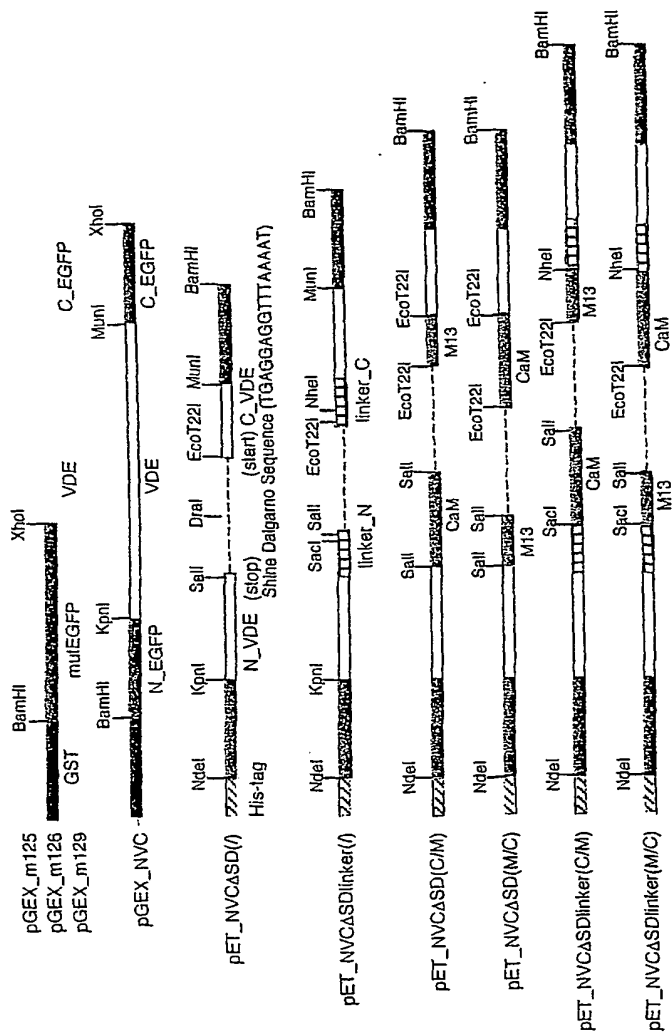 pGEX_m125
pGEX_m126
pGEX_m129
BamHI XhoI
GST mutEGFP VDE
pGEX_NVC
BamHI KpnI MunI XhoI
N_EGFP VDE C_EGFP C_EGFP
pET_NVCΔSD(/)
NdeI KpnI SalI DraI EcoT22I MunI BamHI
His-tag N_VDE (stop) (start) C_VDE
Shine Dalgarno Sequence (TGAGGAGGTTTAAAAT)
pET_NVCΔSDlinker(/)
NdeI KpnI SacI SalI EcoT22I NheI MunI BamHI
linker_N linker_C
pET_NVCΔSD(C/M)
NdeI SalI SalI EcoT22I EcoT22I BamHI
CaM M13
pET_NVCΔSD(M/C)
NdeI SalI SalI EcoT22I EcoT22I BamHI
M13 CaM
pET_NVCΔSDlinker(C/M)
NdeI SacI SalI EcoT22I NheI BamHI
CaM M13
pET_NVCΔSDlinker(M/C)
NdeI SacI SalI EcoT22I NheI BamHI
M13 CaM